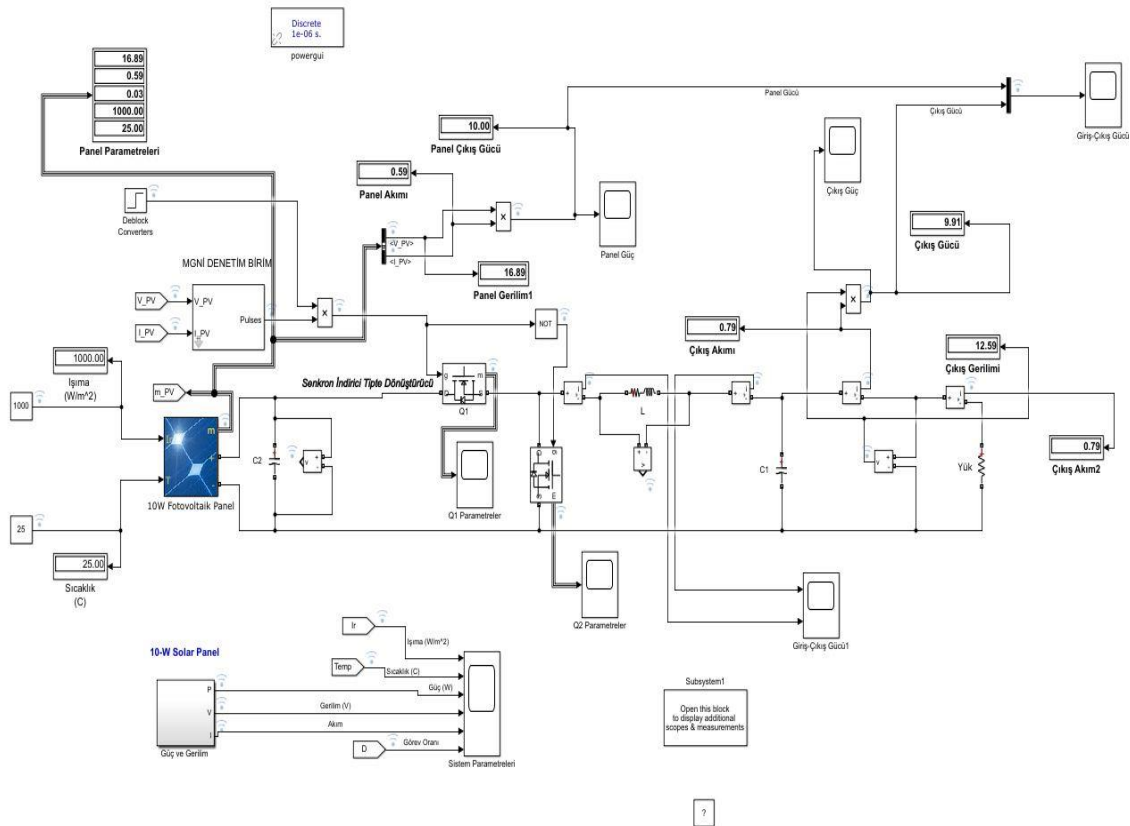 Discrete
1e-06 s.
powergui
16.89
0.59
0.03
1000.00
25.00
Panel Parametreleri
Deblock
Converters
10.00
Panel Çıkış Gücü
0.59
Panel Akımı
x
<V_PV>
<I_PV>
16.89
Panel Gerilim1
Panel Güç
Panel Gücü
Çıkış Gücü
Giriş-Çıkış Gücü
Çıkış Güç
9.91
Çıkış Gücü
x
0.79
Çıkış Akımı
12.59
Çıkış Gerilimi
0.79
Çıkış Akım2
MGNİ DENETİM BİRİM
V_PV
I_PV
V_PV
I_PV
Pulses
x
NOT
1000.00
Işıma
(W/m^2)
1000
m_PV
m
10W Fotovoltaik Panel
25
25.00
Sıcaklık
(C)
Senkron İndirici Tipte Dönüştürücü
g
m
Q1
C2
v
Q1 Parametreler
L
C1
v
Yük
Q2 Parametreler
Giriş-Çıkış Gücü1
10-W Solar Panel
P
V
I
Güç ve Gerilim
Ir
Temp
D
Işıma (W/m^2)
Sıcaklık (C)
Güç (W)
Gerilim (V)
Akım
Görev Oranı
Sistem Parametreleri
Subsystem1
Open this block
to display additional
scopes & measurements
?